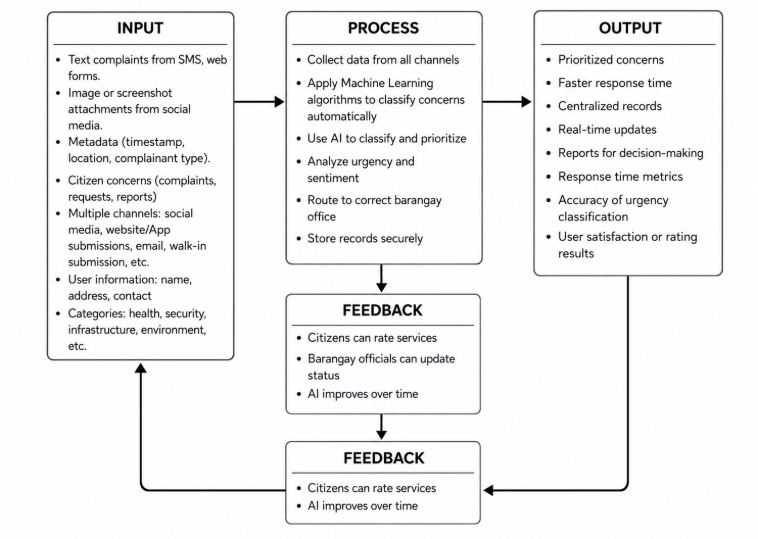 INPUT
• Text complaints from SMS, web
forms.
• Image or screenshot
attachments from social
media.
• Metadata (timestamp,
location, complainant type).
• Citizen concerns (complaints,
requests, reports)
• Multiple channels: social
media, website/App
submissions, email, walk-in
submission, etc.
• User information: name,
address, contact
• Categories: health, security,
infrastructure, environment,
etc.
PROCESS
• Collect data from all channels
• Apply Machine Learning
algorithms to classify concerns
automatically
• Use AI to classify and prioritize
• Analyze urgency and
sentiment
• Route to correct barangay
office
• Store records securely
OUTPUT
• Prioritized concerns
• Faster response time
• Centralized records
• Real-time updates
• Reports for decision-making
• Response time metrics
• Accuracy of urgency
classification
• User satisfaction or rating
results
FEEDBACK
• Citizens can rate services
• Barangay officials can update
status
• AI improves over time
FEEDBACK
• Citizens can rate services
• AI improves over time